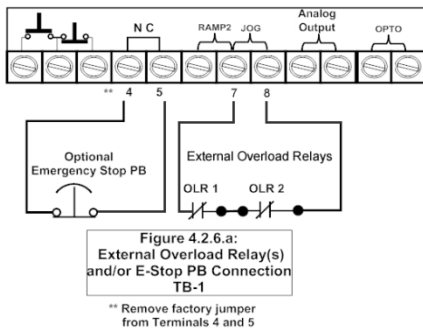 Analog
Output
N C
RAMP2 JOG
OPTO
** 4 5 7 8
Optional
Emergency Stop PB
External Overload Relays
OLR 1 OLR 2
Figure 4.2.6.a:
External Overload Relay(s)
and/or E-Stop PB Connection
TB-1
** Remove factory jumper
from Terminals 4 and 5